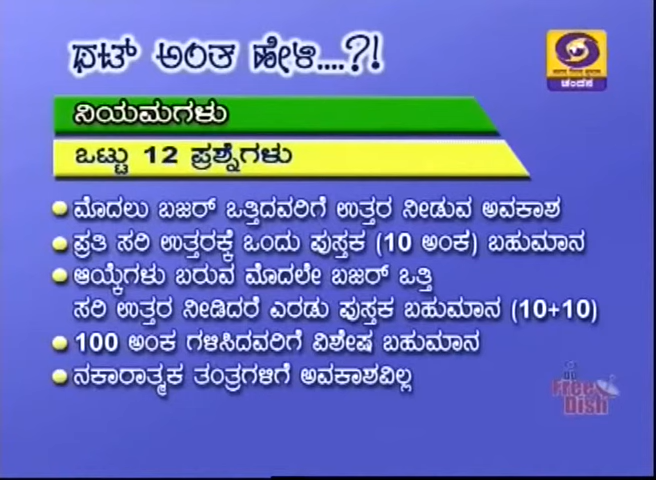 ಥಟ್ ಅಂತ ಹೇಳಿ....?!
ಚಂದನ
ನಿಯಮಗಳು
ಒಟ್ಟು 12 ಪ್ರಶ್ನೆಗಳು
ಮೊದಲು ಬಜರ್ ಒತ್ತಿದವರಿಗೆ ಉತ್ತರ ನೀಡುವ ಅವಕಾಶ
ಪ್ರತಿ ಸರಿ ಉತ್ತರಕ್ಕೆ ಒಂದು ಪುಸ್ತಕ (10 ಅಂಕ) ಬಹುಮಾನ
ಆಯ್ಕೆಗಳು ಬರುವ ಮೊದಲೇ ಬಜರ್ ಒತ್ತಿ
ಸರಿ ಉತ್ತರ ನೀಡಿದರೆ ಎರಡು ಪುಸ್ತಕ ಬಹುಮಾನ (10+10)
100 ಅಂಕ ಗಳಿಸಿದವರಿಗೆ ವಿಶೇಷ ಬಹುಮಾನ
ನಕಾರಾತ್ಮಕ ತಂತ್ರಗಳಿಗೆ ಅವಕಾಶವಿಲ್ಲ
Free
Dish